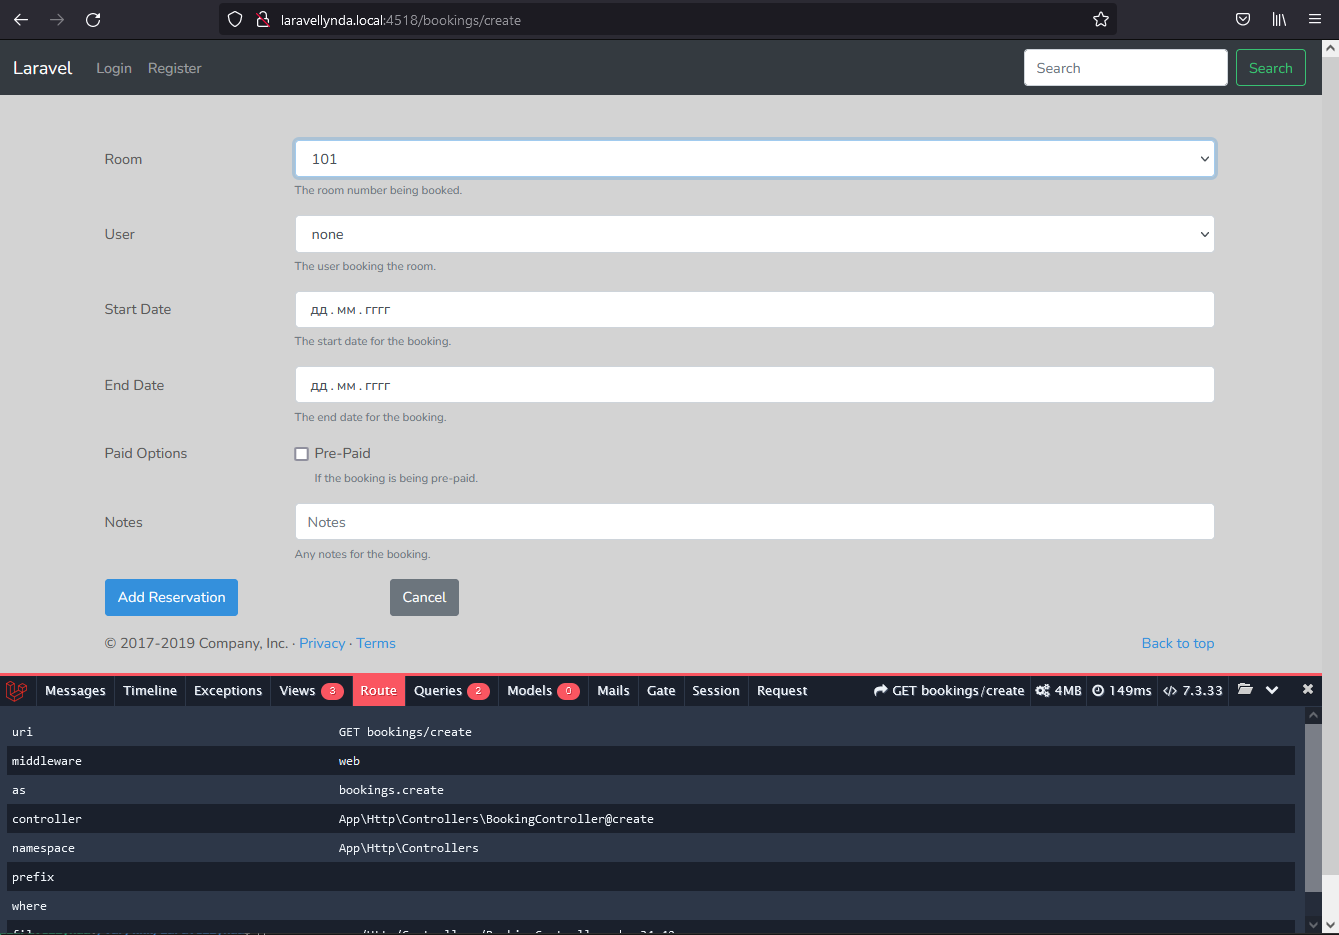 laravellynda.local:4518/bookings/create
Laravel Login Register Search Search
Room 101
The room number being booked.
User none
The user booking the room.
Start Date дд . мм . гггг
The start date for the booking.
End Date дд . мм . гггг
The end date for the booking.
Paid Options Pre-Paid
If the booking is being pre-paid.
Notes Notes
Any notes for the booking.
Add Reservation Cancel
© 2017-2019 Company, Inc. · Privacy · Terms Back to top
Messages Timeline Exceptions Views 3 Route Queries 2 Models 0 Mails Gate Session Request GET bookings/create 4MB 149ms 7.3.33
uri GET bookings/create
middleware web
as bookings.create
controller App\Http\Controllers\BookingController@create
namespace App\Http\Controllers
prefix
where